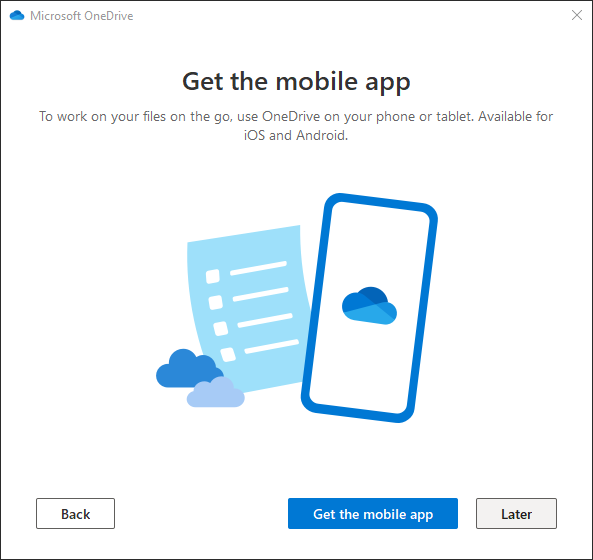 Microsoft OneDrive
Get the mobile app
To work on your files on the go, use OneDrive on your phone or tablet. Available for
iOS and Android.
Back
Get the mobile app
Later